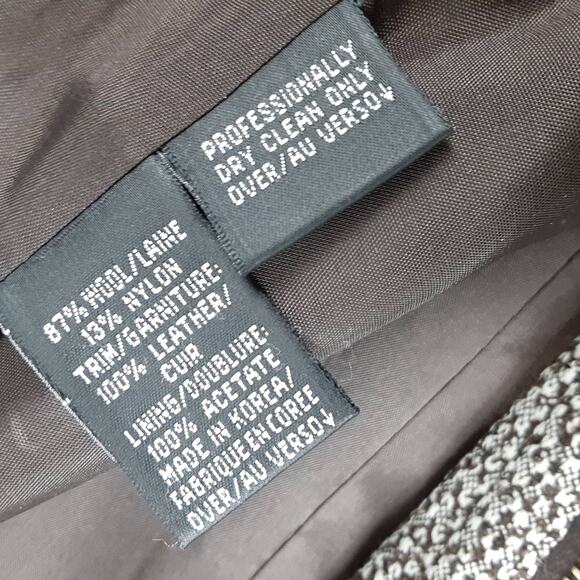 PROFESSIONALLY
DRY CLEAN ONLY
OVER/AU VERSO↓
87% WOOL/LAINE
13% NYLON
TRIM/GARNITURE:
100% LEATHER/
CUIR
LINING/DOUBLURE:
100% ACETATE
MADE IN KOREA/
FABRIQUE EN COREE
OVER/AU VERSO↓